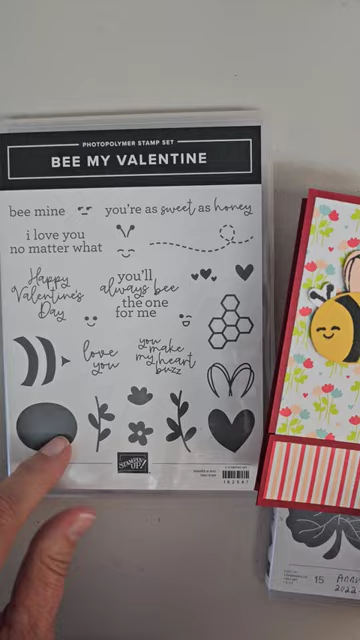 PHOTOPOLYMER STAMP SET
BEE MY VALENTINE
bee mine
you're as sweet as honey
i love you
no matter what
Happy
Valentine's
Day
you'll
always bee
the one
for me
love
you
you
make
my heart
buzz
STAMPIN' UP!
162567
15
2022